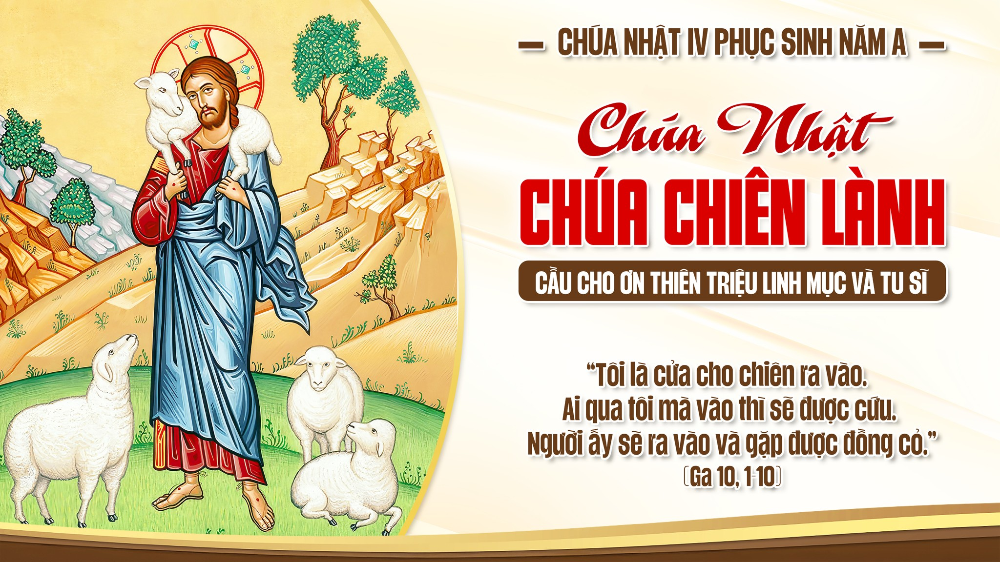 CHÚA NHẬT IV PHỤC SINH NĂM A
Chúa Nhật
CHÚA CHIÊN LÀNH
CẦU CHO ƠN THIÊN TRIỆU LINH MỤC VÀ TU SĨ
“Tôi là cửa cho chiên ra vào.
Ai qua tôi mà vào thì sẽ được cứu.
Người ấy sẽ ra vào và gặp được đồng cỏ.”
(Ga 10, 1-10)